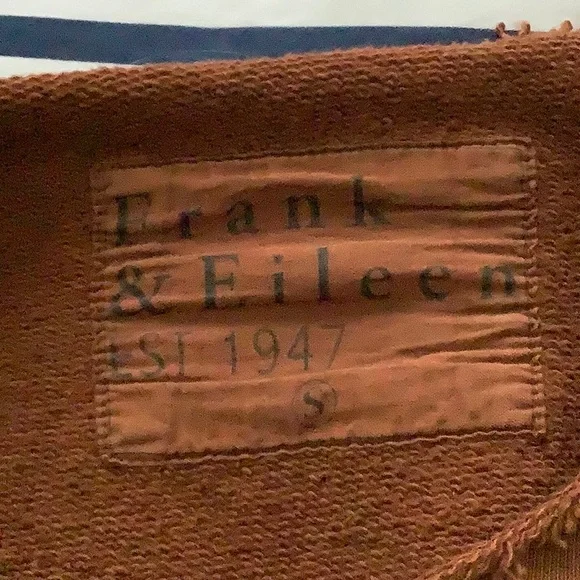 Frank
& Eileen
EST 1947
S